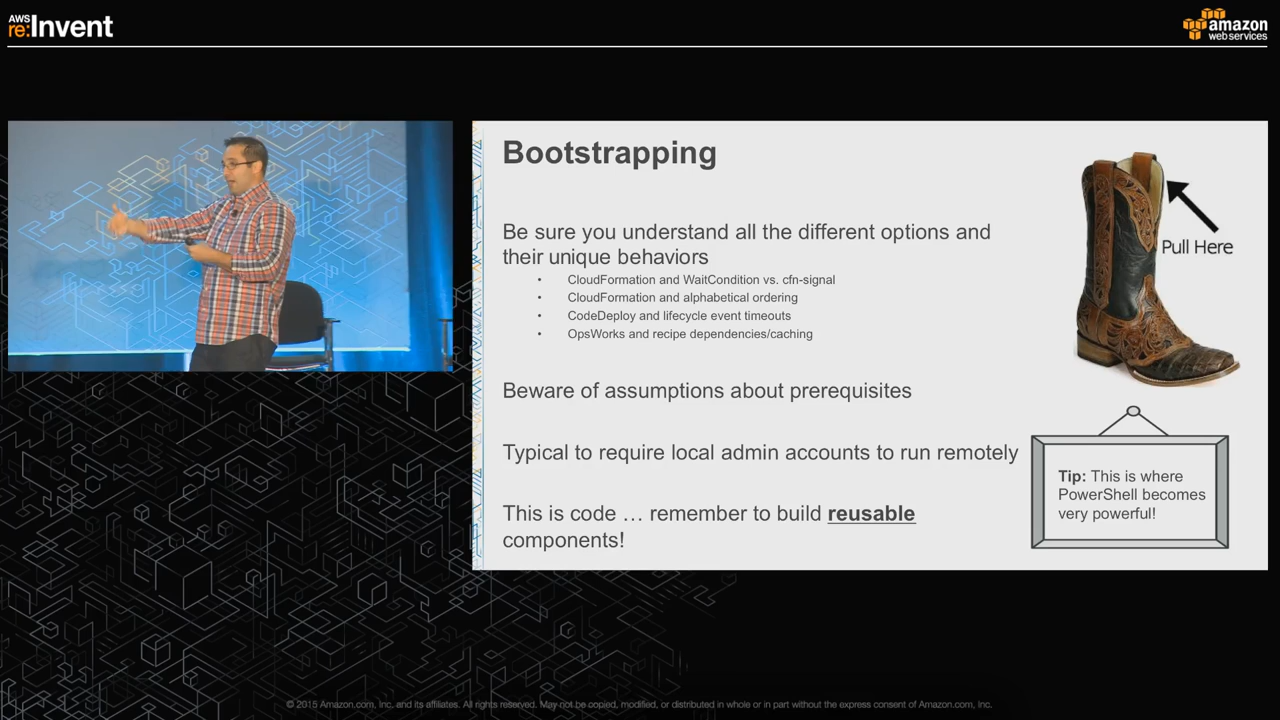 AWS
re:Invent
amazon
web services
Bootstrapping
Be sure you understand all the different options and
their unique behaviors
• CloudFormation and WaitCondition vs. cfn-signal
• CloudFormation and alphabetical ordering
• CodeDeploy and lifecycle event timeouts
• OpsWorks and recipe dependencies/caching
Beware of assumptions about prerequisites
Typical to require local admin accounts to run remotely
This is code … remember to build reusable
components!
Pull Here
Tip: This is where
PowerShell becomes
very powerful!
© 2015 Amazon.com, Inc. and its affiliates. All rights reserved. May not be copied, modified, or distributed in whole or in part without the express consent of Amazon.com, Inc.